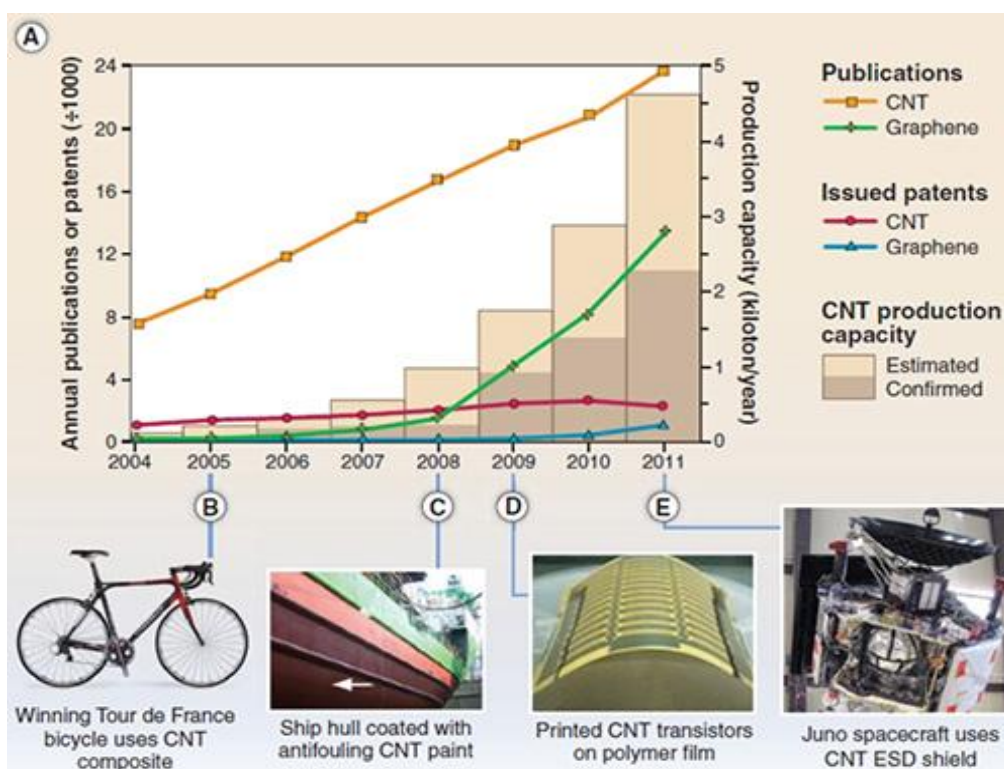 A
Annual publications or patents (÷1000)
24
20
16
12
8
4
0
5
4
3
2
1
0
Production capacity (kiloton/year)
2004
2005
2006
2007
2008
2009
2010
2011
Publications
CNT
Graphene
Issued patents
CNT
Graphene
CNT production
capacity
Estimated
Confirmed
B
C
D
E
Winning Tour de France
bicycle uses CNT
composite
Ship hull coated with
antifouling CNT paint
Printed CNT transistors
on polymer film
Juno spacecraft uses
CNT ESD shield